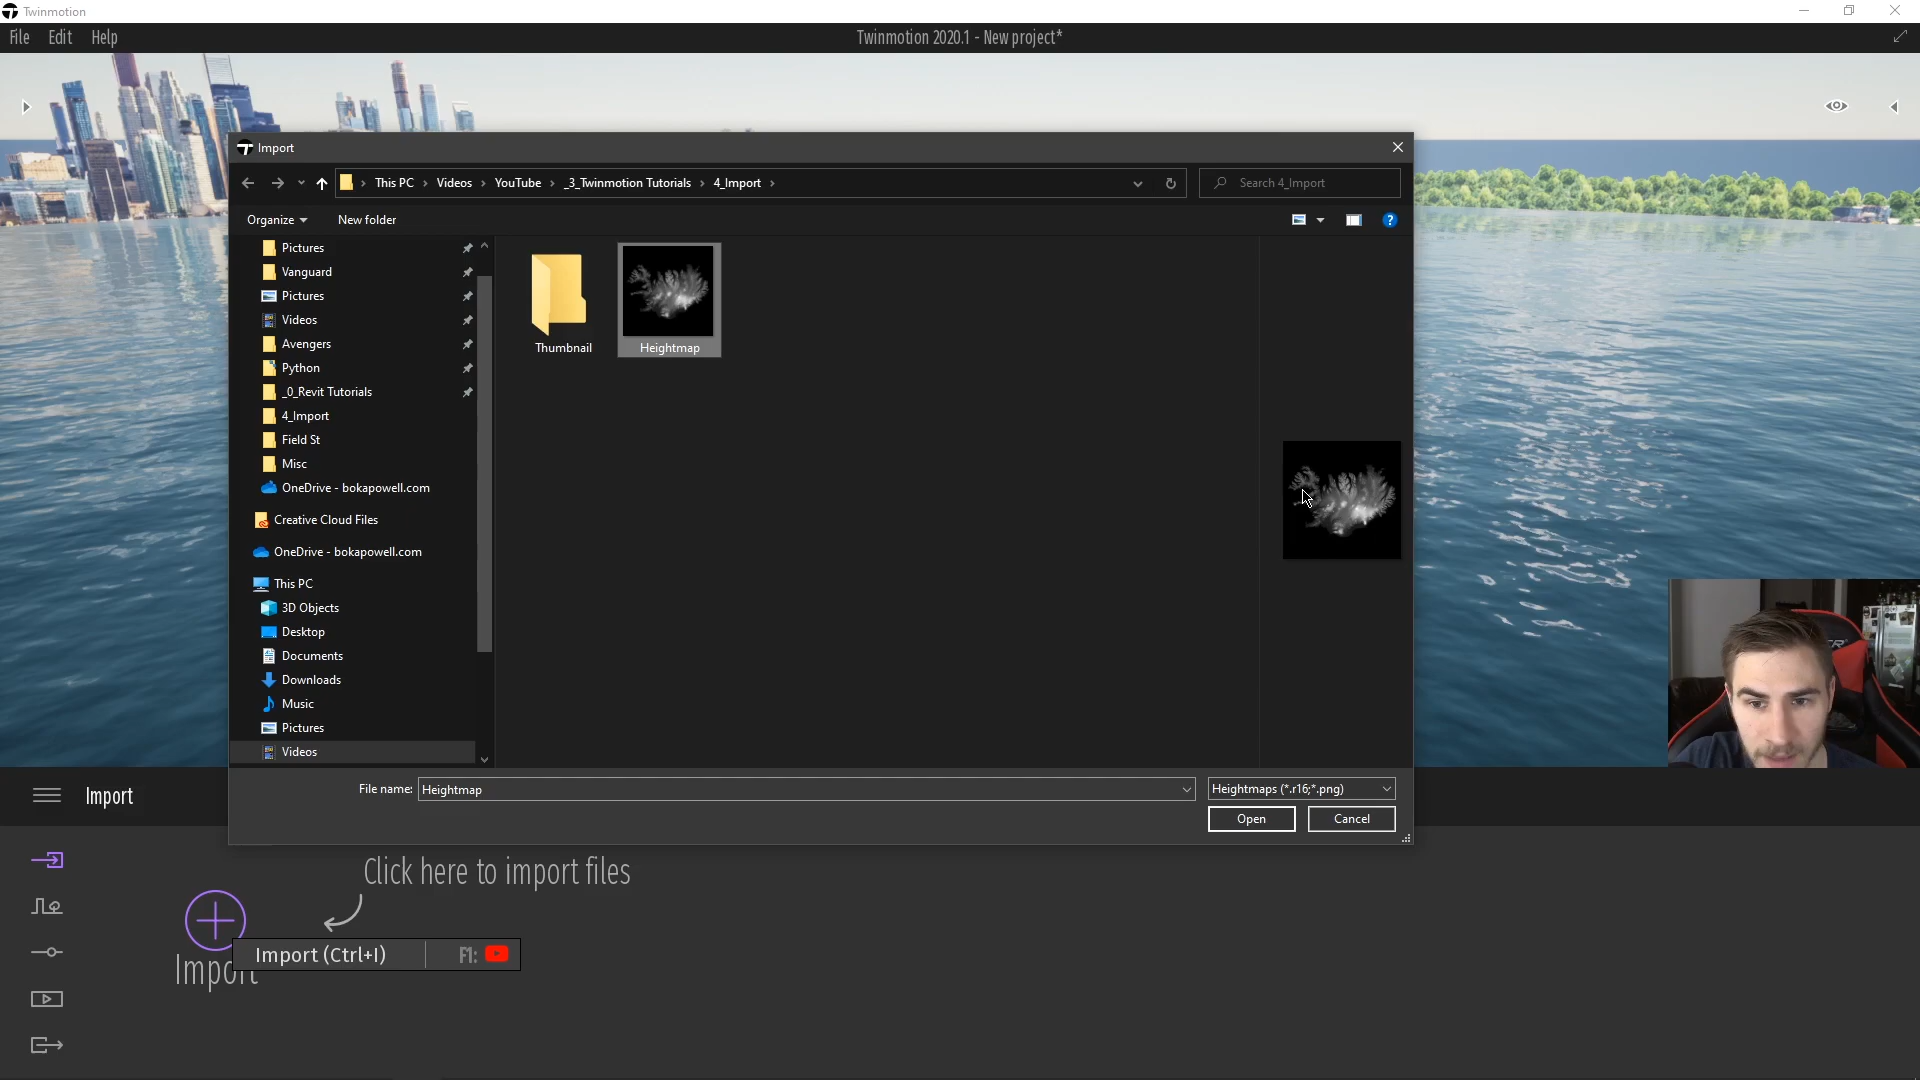 Twinmotion
File Edit Help
Twinmotion 2020.1 - New project*
Import
This PC › Videos › YouTube › _3_Twinmotion Tutorials › 4_Import ›
Search 4_Import
Organize
New folder
Pictures
Vanguard
Pictures
Videos
Avengers
Python
_0_Revit Tutorials
4_Import
Field St
Misc
OneDrive - bokapowell.com
Creative Cloud Files
OneDrive - bokapowell.com
This PC
3D Objects
Desktop
Documents
Downloads
Music
Pictures
Videos
Thumbnail
Heightmap
File name: Heightmap
Heightmaps (*.r16;*.png)
Open
Cancel
Import
Click here to import files
Import (Ctrl+I)
F1:
Import